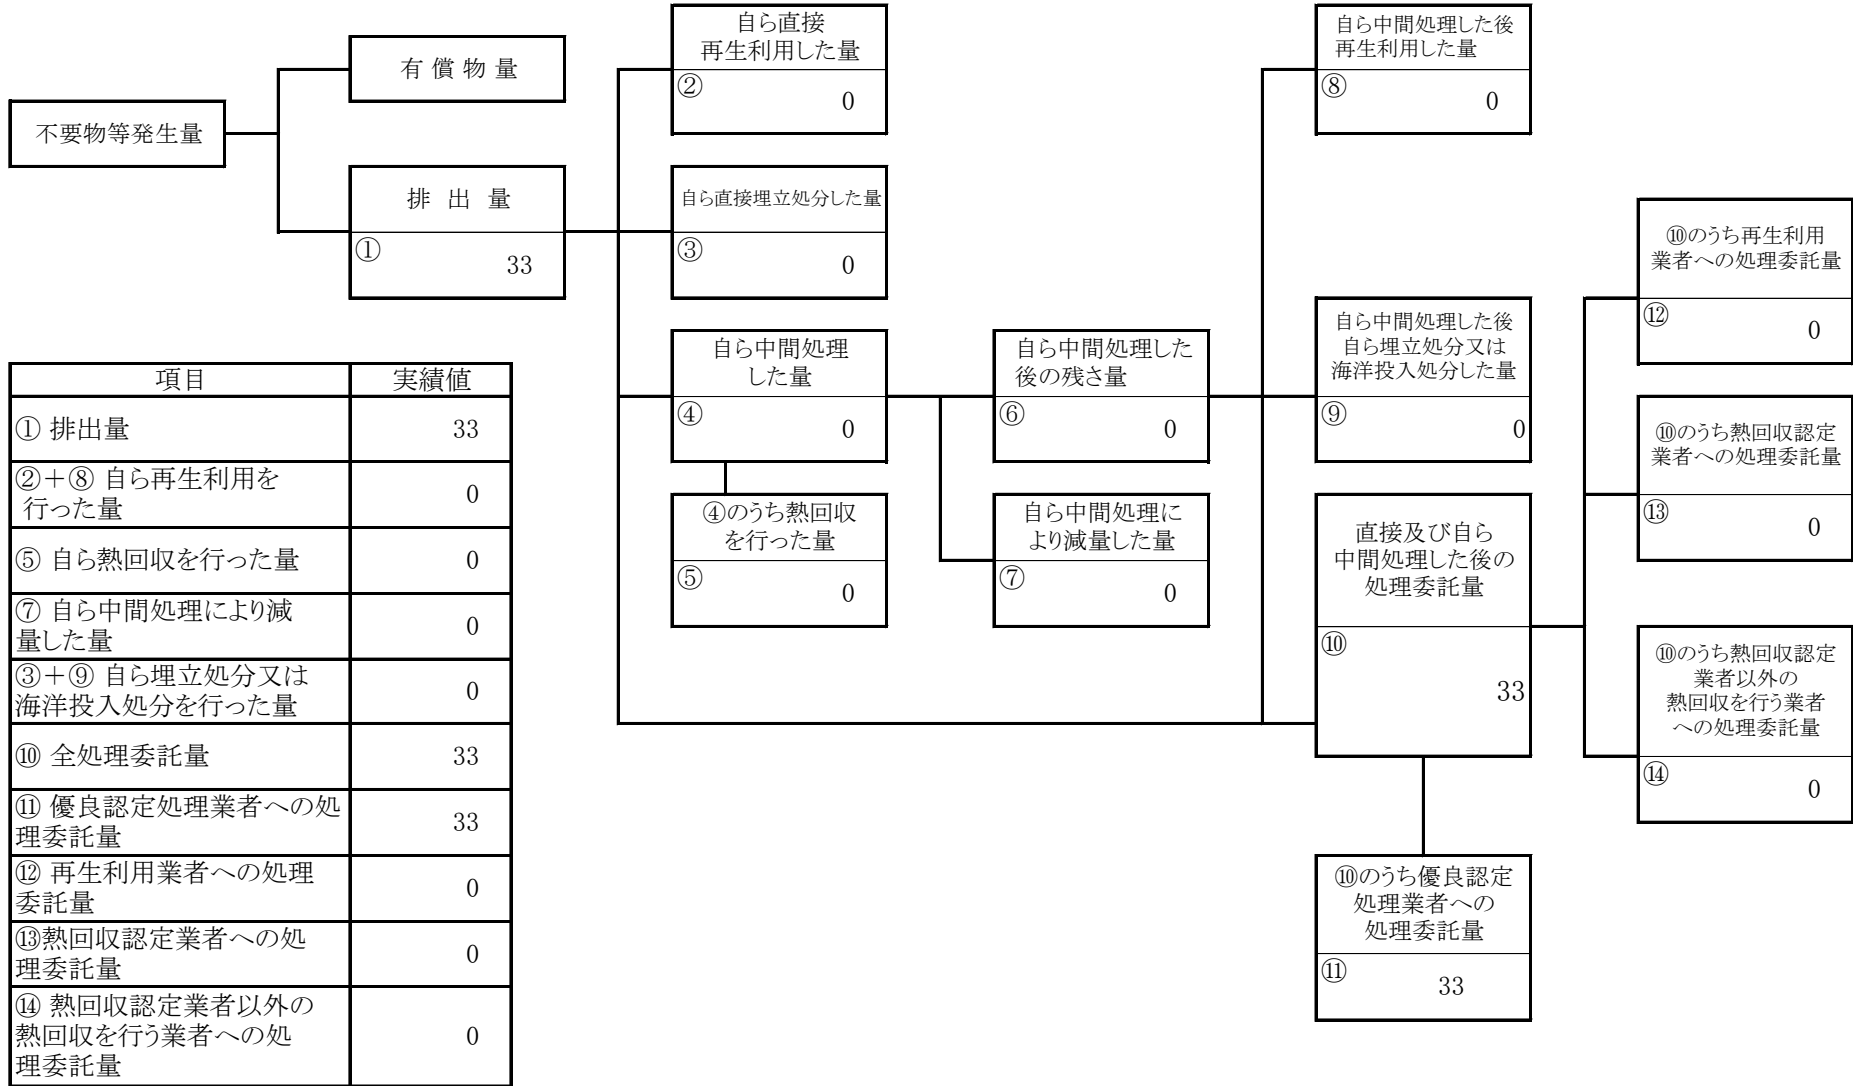 不要物等発生量
有 償 物 量
排 出 量
①
33
自ら直接
再生利用した量
②
0
自ら直接埋立処分した量
③
0
自ら中間処理
した量
④
0
④のうち熱回収
を行った量
⑤
0
自ら中間処理した
後の残さ量
⑥
0
自ら中間処理に
より減量した量
⑦
0
自ら中間処理した後
再生利用した量
⑧
0
自ら中間処理した後
自ら埋立処分又は
海洋投入処分した量
⑨
0
直接及び自ら
中間処理した後の
処理委託量
⑩
33
⑩のうち優良認定
処理業者への
処理委託量
⑪
33
⑩のうち再生利用
業者への処理委託量
⑫
0
⑩のうち熱回収認定
業者への処理委託量
⑬
0
⑩のうち熱回収認定
業者以外の
熱回収を行う業者
への処理委託量
⑭
0
項目 実績値
① 排出量 33
②＋⑧ 自ら再生利用を
行った量 0
⑤ 自ら熱回収を行った量 0
⑦ 自ら中間処理により減
量した量 0
③＋⑨ 自ら埋立処分又は
海洋投入処分を行った量 0
⑩ 全処理委託量 33
⑪ 優良認定処理業者への処
理委託量 33
⑫ 再生利用業者への処理
委託量 0
⑬熱回収認定業者への処
理委託量 0
⑭ 熱回収認定業者以外の
熱回収を行う業者への処
理委託量 0